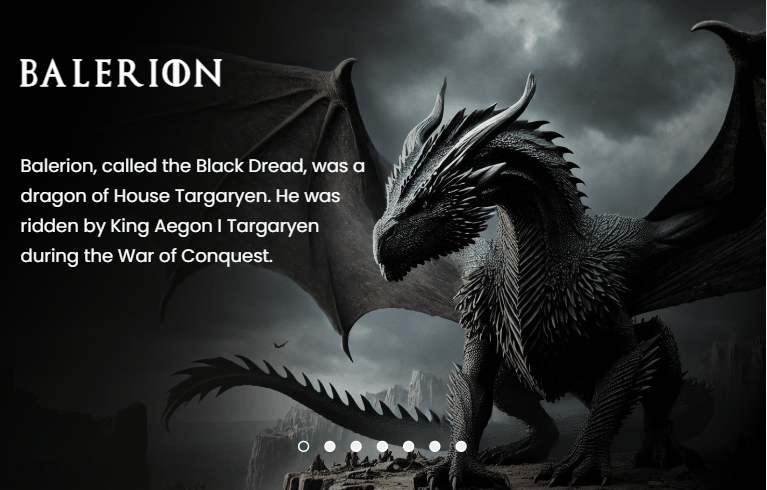 BALERION
Balerion, called the Black Dread, was a
dragon of House Targaryen. He was
ridden by King Aegon I Targaryen
during the War of Conquest.